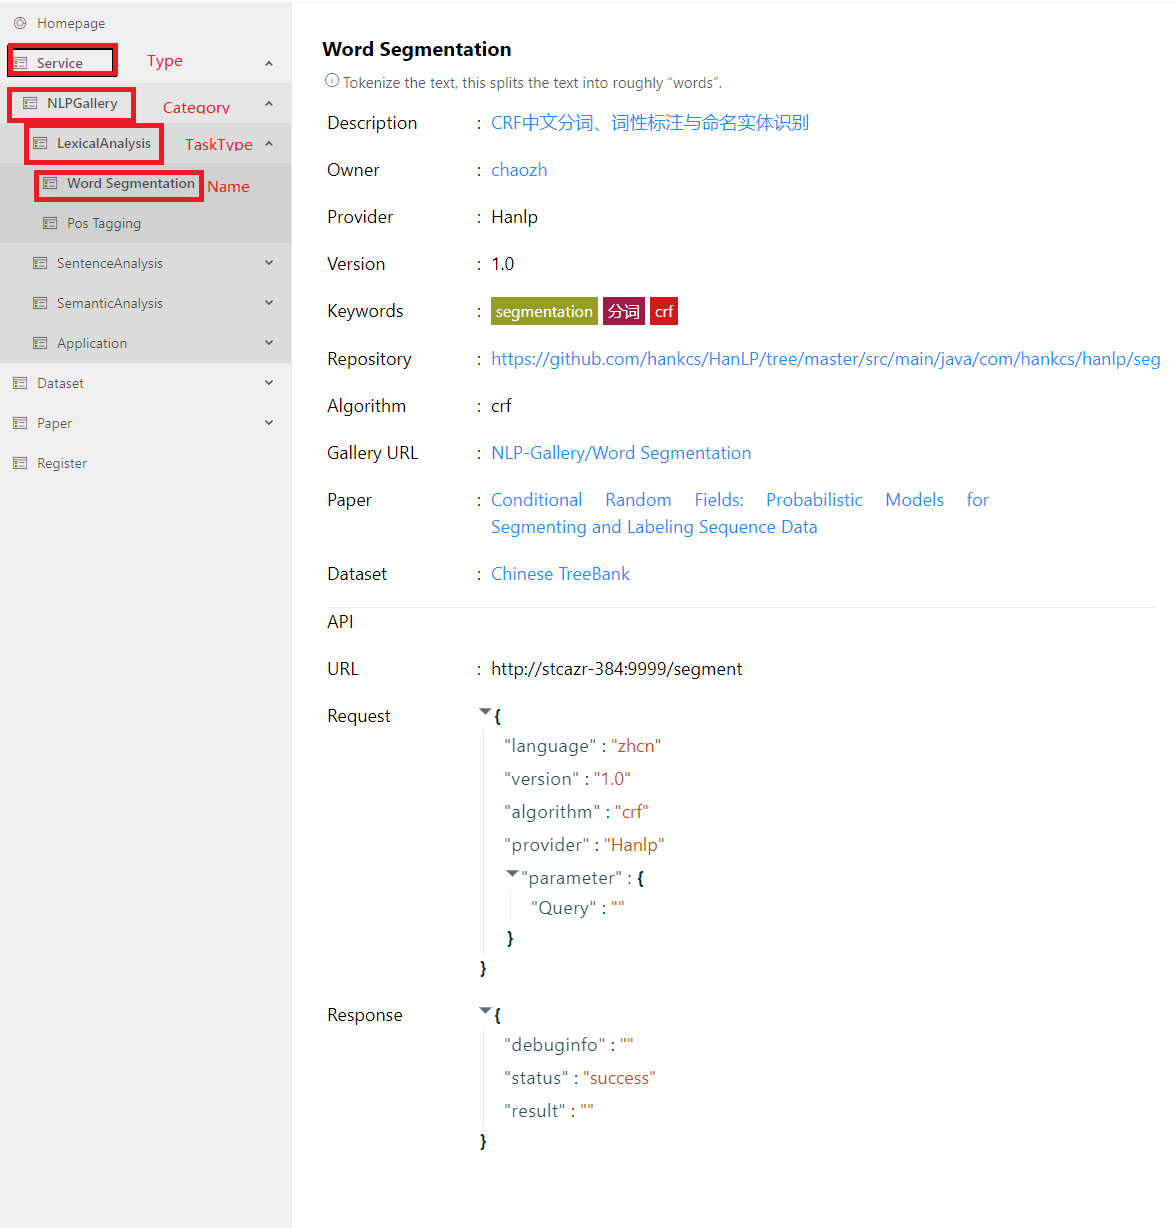 Homepage
Service
Type
NLPGallery
Category
LexicalAnalysis
TaskType
Word Segmentation
Name
Pos Tagging
SentenceAnalysis
SemanticAnalysis
Application
Dataset
Paper
Register
Word Segmentation
Tokenize the text, this splits the text into roughly “words”.
Description : CRF中文分词、词性标注与命名实体识别
Owner : chaozh
Provider : Hanlp
Version : 1.0
Keywords : segmentation 分词 crf
Repository : https://github.com/hankcs/HanLP/tree/master/src/main/java/com/hankcs/hanlp/seg
Algorithm : crf
Gallery URL : NLP-Gallery/Word Segmentation
Paper : Conditional Random Fields: Probabilistic Models for
Segmenting and Labeling Sequence Data
Dataset : Chinese TreeBank
API
URL : http://stcazr-384:9999/segment
Request {
"language" : "zhcn"
"version" : "1.0"
"algorithm" : "crf"
"provider" : "Hanlp"
"parameter" : {
"Query" : ""
}
}
Response {
"debuginfo" : ""
"status" : "success"
"result" : ""
}